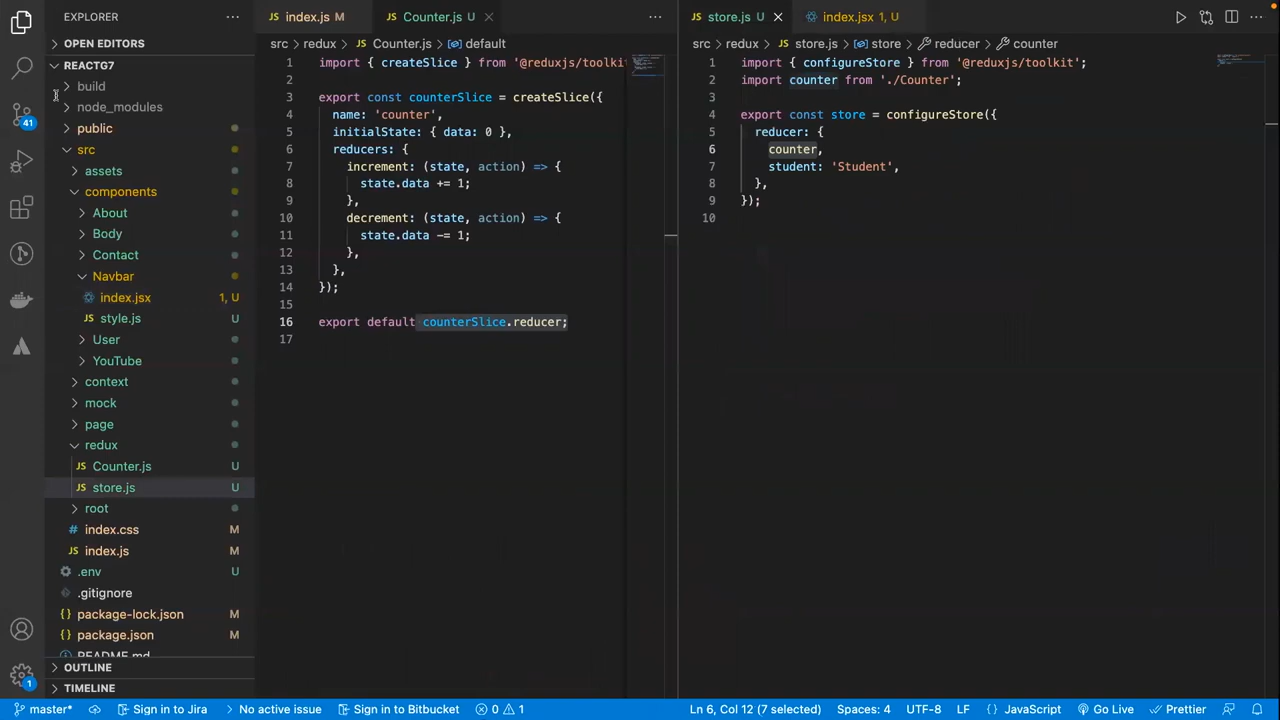 EXPLORER
OPEN EDITORS
REACTG7
build
node_modules
public
src
assets
components
About
Body
Contact
Navbar
index.jsx 1, U
style.js U
User
YouTube
context
mock
page
redux
JS Counter.js U
JS store.js U
root
index.css M
JS index.js M
.env U
.gitignore
{} package-lock.json M
{} package.json M
README.md
OUTLINE
TIMELINE
41
1
JS index.js M
JS Counter.js U
src > redux > JS Counter.js > default
1 import { createSlice } from '@reduxjs/toolkit
2
3 export const counterSlice = createSlice({
4 name: 'counter',
5 initialState: { data: 0 },
6 reducers: {
7 increment: (state, action) => {
8 state.data += 1;
9 },
10 decrement: (state, action) => {
11 state.data -= 1;
12 },
13 },
14 });
15
16 export default counterSlice.reducer;
17
JS store.js U
index.jsx 1, U
src > redux > JS store.js > store > reducer > counter
1 import { configureStore } from '@reduxjs/toolkit';
2 import counter from './Counter';
3
4 export const store = configureStore({
5 reducer: {
6 counter,
7 student: 'Student',
8 },
9 });
10
master*
Sign in to Jira
No active issue
Sign in to Bitbucket
0
1
Ln 6, Col 12 (7 selected)
Spaces: 4
UTF-8
LF
{} JavaScript
Go Live
Prettier